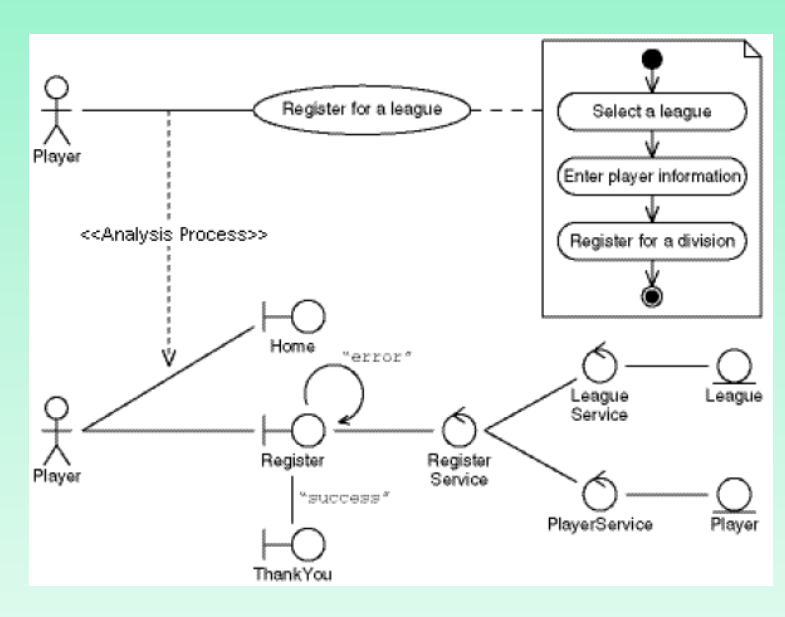 Register for a league
Select a league
Player
Enter player information
<<Analysis Process>>
Register for a division
Home
"error"
League
Service
League
Player
Register
Register
Service
"success"
PlayerService
Player
ThankYou